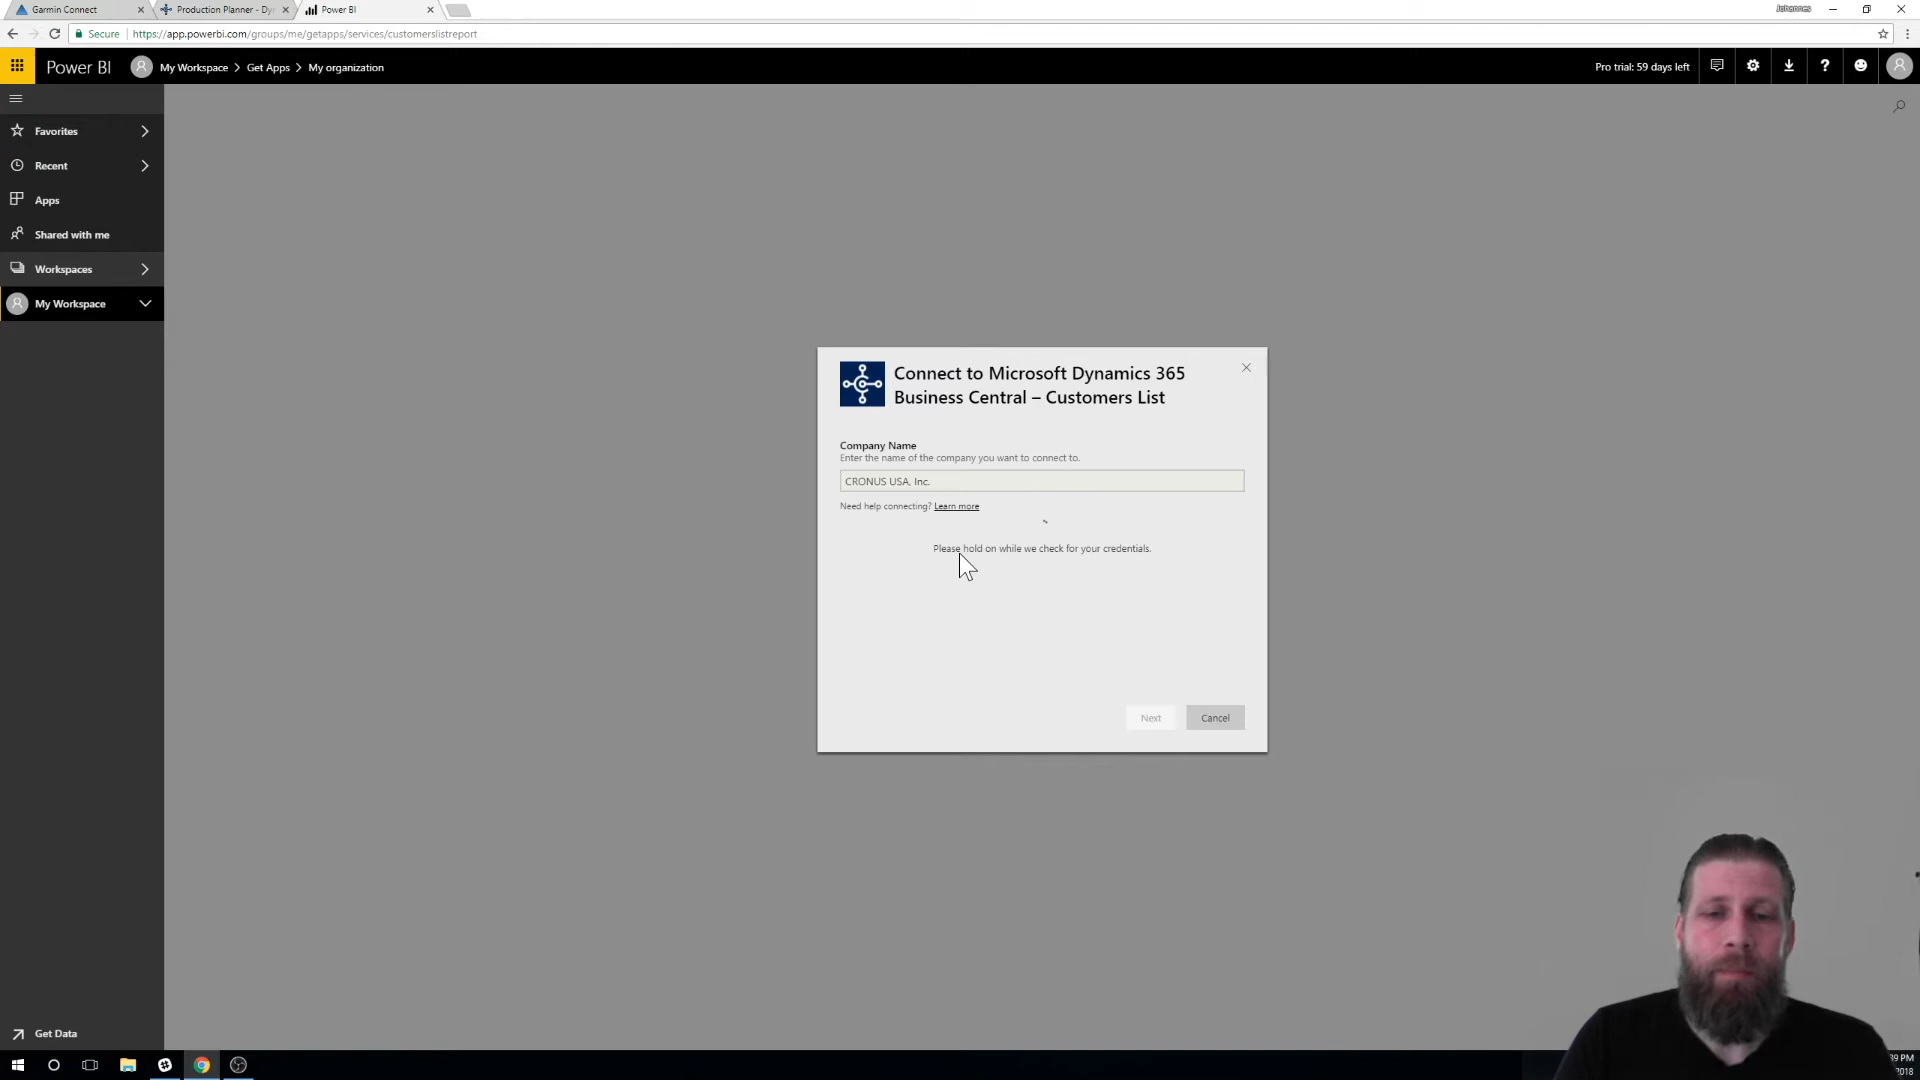 Garmin Connect
Production Planner - Dy
Power BI
Johannes
Secure
https://app.powerbi.com/groups/me/getapps/services/customerslistreport
Power BI
My Workspace > Get Apps > My organization
Pro trial: 59 days left
Favorites
Recent
Apps
Shared with me
Workspaces
My Workspace
Connect to Microsoft Dynamics 365
Business Central – Customers List
Company Name
Enter the name of the company you want to connect to.
CRONUS USA, Inc.
Need help connecting? Learn more
Please hold on while we check for your credentials.
Next
Cancel
Get Data
39 PM
2018